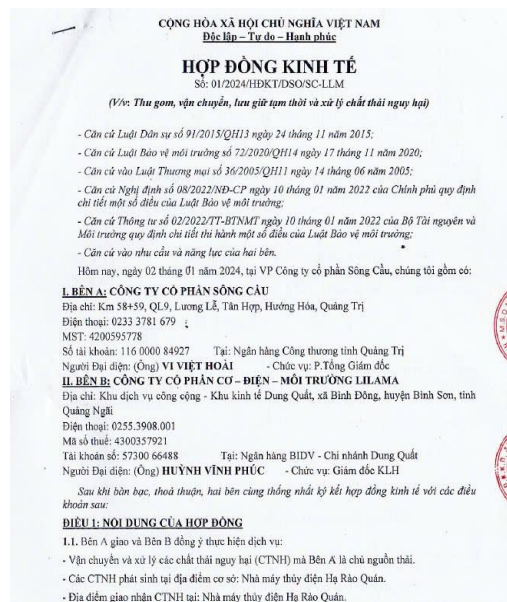 CỘNG HÒA XÃ HỘI CHỦ NGHĨA VIỆT NAM
Độc lập – Tự do – Hạnh phúc
HỢP ĐỒNG KINH TẾ
Số: 01/2024/HĐKT/DSO/SC-LLM
(V/v: Thu gom, vận chuyển, lưu giữ tạm thời và xử lý chất thải nguy hại)
- Căn cứ Luật Dân sự số 91/2015/QH13 ngày 24 tháng 11 năm 2015;
- Căn cứ Luật Bảo vệ môi trường số 72/2020/QH14 ngày 17 tháng 11 năm 2020;
- Căn cứ vào Luật Thương mại số 36/2005/QH11 ngày 14 tháng 06 năm 2005;
- Căn cứ Nghị định số 08/2022/NĐ-CP ngày 10 tháng 01 năm 2022 của Chính phủ quy định
chi tiết một số điều của Luật Bảo vệ môi trường;
- Căn cứ Thông tư số 02/2022/TT-BTNMT ngày 10 tháng 01 năm 2022 của Bộ Tài nguyên và
Môi trường quy định chi tiết thi hành một số điều của Luật Bảo vệ môi trường;
- Căn cứ vào nhu cầu và năng lực của hai bên.
Hôm nay, ngày 02 tháng 01 năm 2024, tại VP Công ty cổ phần Sông Cầu, chúng tôi gồm có:
I. BÊN A: CÔNG TY CỔ PHẦN SÔNG CẦU
Địa chỉ: Km 58+59, QL9, Lương Lễ, Tân Hợp, Hướng Hóa, Quảng Trị
Điện thoại: 0233 3781 679
MST: 4200595778
Số tài khoản: 116 0000 84927 Tại: Ngân hàng Công thương tỉnh Quảng Trị
Người Đại diện: (Ông) VI VIỆT HOÀI - Chức vụ: P.Tổng Giám đốc
II. BÊN B: CÔNG TY CỔ PHẦN CƠ – ĐIỆN – MÔI TRƯỜNG LILAMA
Địa chỉ: Khu dịch vụ công cộng - Khu kinh tế Dung Quất, xã Bình Đông, huyện Bình Sơn, tỉnh
Quảng Ngãi
Điện thoại: 0255.3908.001
Mã số thuế: 4300357921
Tài khoản số: 57300 66488 Tại: Ngân hàng BIDV - Chi nhánh Dung Quất
Người Đại diện: (Ông) HUỲNH VĨNH PHÚC - Chức vụ: Giám đốc KLH
Sau khi bàn bạc, thoả thuận, hai bên cùng thống nhất ký kết hợp đồng kinh tế với các điều
khoản sau:
ĐIỀU 1: NỘI DUNG CỦA HỢP ĐỒNG
1.1. Bên A giao và Bên B đồng ý thực hiện dịch vụ:
- Vận chuyển và xử lý các chất thải nguy hại (CTNH) mà Bên A là chủ nguồn thải.
- Các CTNH phát sinh tại địa điểm cơ sở: Nhà máy thủy điện Hạ Rào Quán.
- Địa điểm giao nhận CTNH tại: Nhà máy thủy điện Hạ Rào Quán.